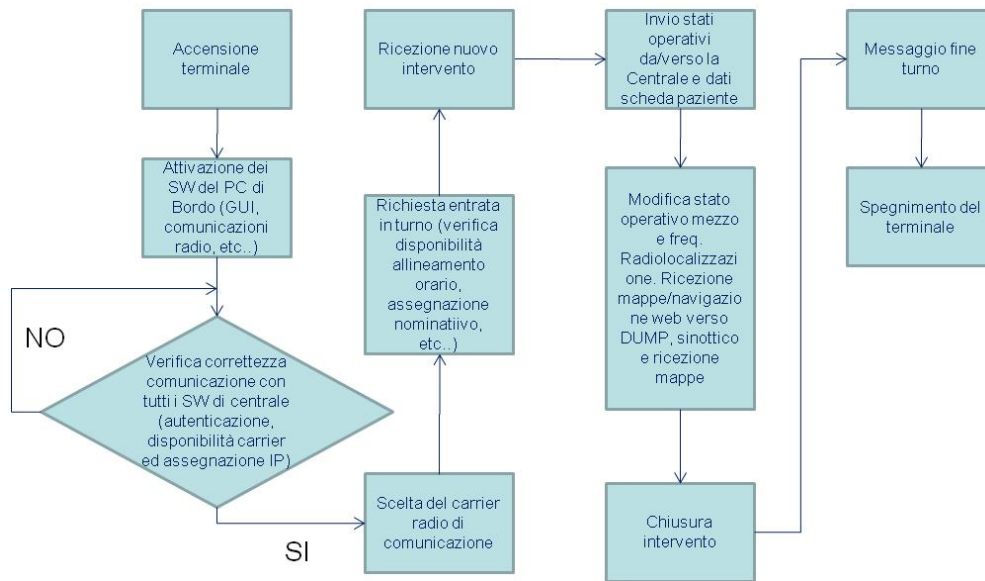 Accensione
terminale
Attivazione dei
SW del PC di
Bordo (GUI,
comunicazioni
radio, etc..)
NO
Verifica correttezza
comunicazione con
tutti i SW di centrale
(autenticazione,
disponibilità carrier
ed assegnazione IP)
SI
Scelta del carrier
radio di
comunicazione
Richiesta entrata
in turno (verifica
disponibilità
allineamento
orario,
assegnazione
nominatiivo,
etc..)
Ricezione nuovo
intervento
Invio stati
operativi
da/verso la
Centrale e dati
scheda paziente
Modifica stato
operativo mezzo
e freq.
Radiolocalizzazi
one. Ricezione
mappe/navigazio
ne web verso
DUMP, sinottico
e ricezione
mappe
Chiusura
intervento
Messaggio fine
turno
Spegnimento del
terminale